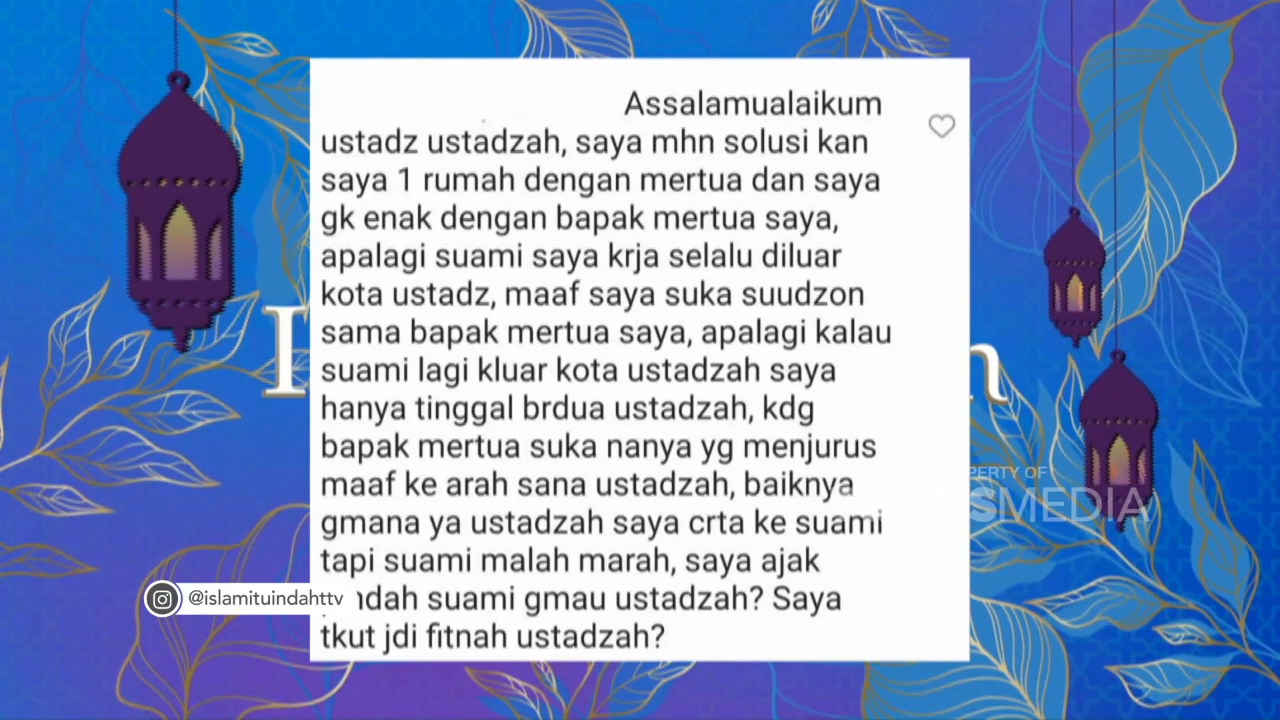 Assalamualaikum
ustadz ustadzah, saya mhn solusi kan
saya 1 rumah dengan mertua dan saya
gk enak dengan bapak mertua saya,
apalagi suami saya krja selalu diluar
kota ustadz, maaf saya suka suudzon
sama bapak mertua saya, apalagi kalau
suami lagi kluar kota ustadzah saya
hanya tinggal brdua ustadzah, kdg
bapak mertua suka nanya yg menjurus
maaf ke arah sana ustadzah, baiknya
gmana ya ustadzah saya crta ke suami
tapi suami malah marah, saya ajak
suami gmau ustadzah? Saya
tkut jdi fitnah ustadzah?
@islamituindahttv